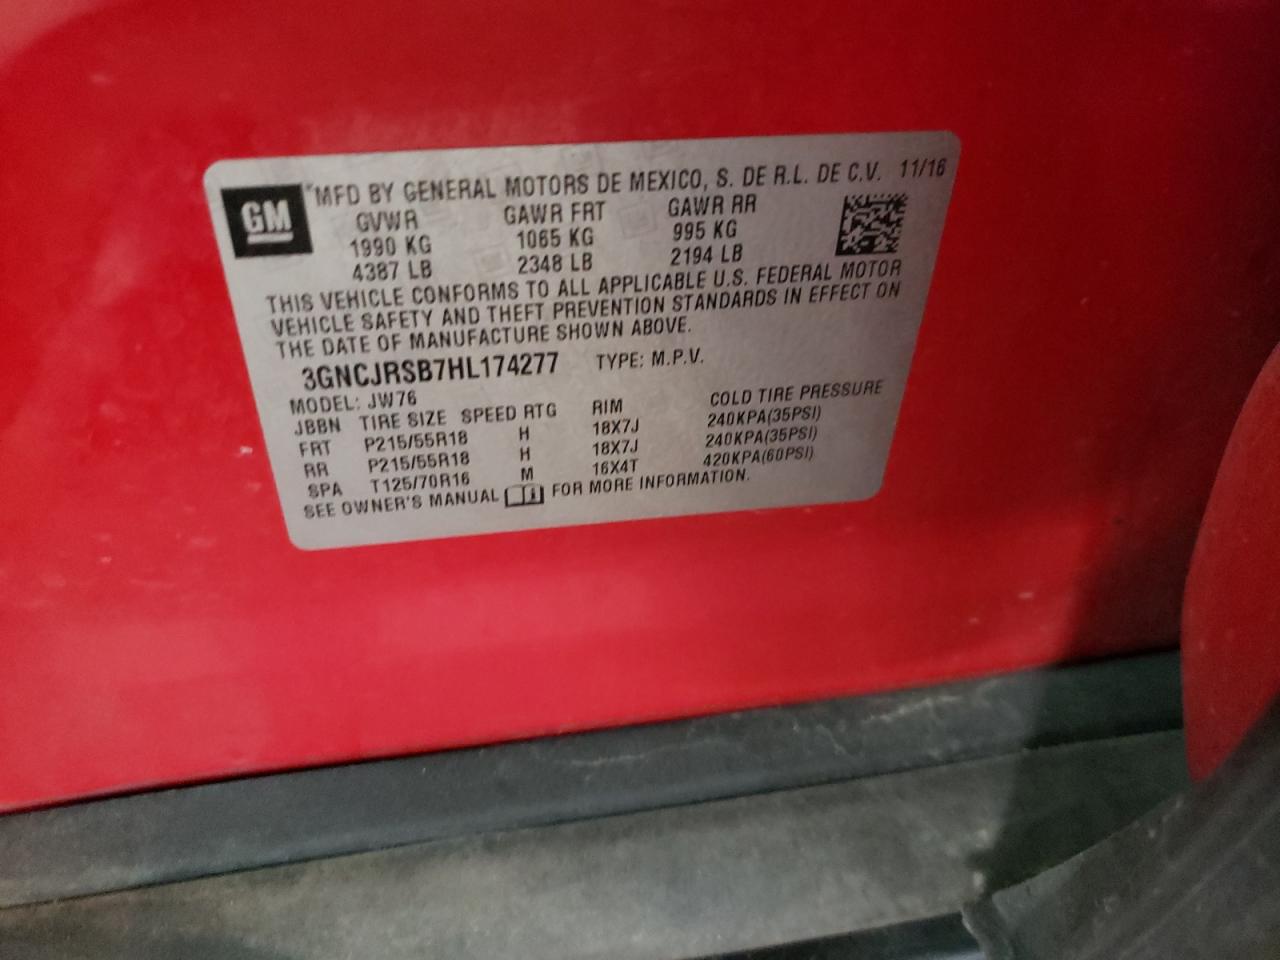 GM
MFD BY GENERAL MOTORS DE MEXICO, S. DE R.L. DE C.V. 11/16
GVWR GAWR FRT GAWR RR
1990 KG 1065 KG 995 KG
4387 LB 2348 LB 2194 LB
THIS VEHICLE CONFORMS TO ALL APPLICABLE U.S. FEDERAL MOTOR
VEHICLE SAFETY AND THEFT PREVENTION STANDARDS IN EFFECT ON
THE DATE OF MANUFACTURE SHOWN ABOVE.
3GNCJRSB7HL174277 TYPE: M.P.V.
MODEL: JW76
JBBN TIRE SIZE SPEED RTG RIM COLD TIRE PRESSURE
FRT P215/55R18 H 18X7J 240KPA(35PSI)
RR P215/55R18 H 18X7J 240KPA(35PSI)
SPA T125/70R16 M 16X4T 420KPA(60PSI)
SEE OWNER'S MANUAL FOR MORE INFORMATION.